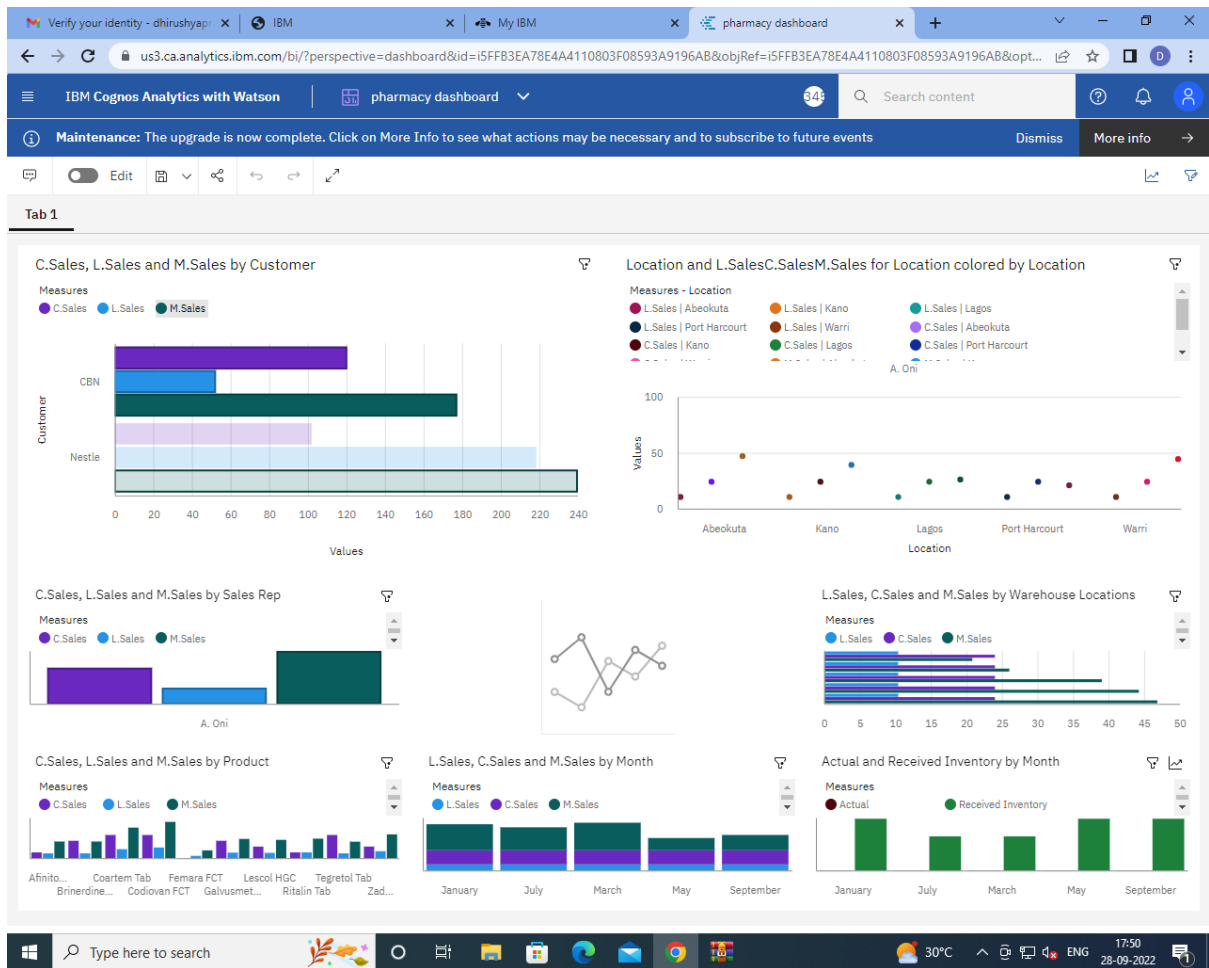 Verify your identity - dhirushyapr
IBM
My IBM
pharmacy dashboard
us3.ca.analytics.ibm.com/bi/?perspective=dashboard&id=i5FFB3EA78E4A4110803F08593A9196AB&objRef=i5FFB3EA78E4A4110803F08593A9196AB&opt...
D
IBM Cognos Analytics with Watson
pharmacy dashboard
345
Search content
Maintenance: The upgrade is now complete. Click on More Info to see what actions may be necessary and to subscribe to future events
Dismiss
More info
Edit
Tab 1
C.Sales, L.Sales and M.Sales by Customer
Measures
C.Sales L.Sales M.Sales
Customer
CBN
Nestle
0 20 40 60 80 100 120 140 160 180 200 220 240
Values
Location and L.SalesC.SalesM.Sales for Location colored by Location
Measures - Location
L.Sales | Abeokuta L.Sales | Kano L.Sales | Lagos
L.Sales | Port Harcourt L.Sales | Warri C.Sales | Abeokuta
C.Sales | Kano C.Sales | Lagos C.Sales | Port Harcourt
A. Oni
Values
100
50
0
Abeokuta Kano Lagos Port Harcourt Warri
Location
C.Sales, L.Sales and M.Sales by Sales Rep
Measures
C.Sales L.Sales M.Sales
A. Oni
L.Sales, C.Sales and M.Sales by Warehouse Locations
Measures
L.Sales C.Sales M.Sales
0 5 10 15 20 25 30 35 40 45 50
C.Sales, L.Sales and M.Sales by Product
Measures
C.Sales L.Sales M.Sales
Afinito... Coartem Tab Femara FCT Lescol HGC Tegretol Tab
Brinerdine... Codiovan FCT Galvusmet... Ritalin Tab Zad...
L.Sales, C.Sales and M.Sales by Month
Measures
L.Sales C.Sales M.Sales
January July March May September
Actual and Received Inventory by Month
Measures
Actual Received Inventory
January July March May September
Type here to search
30°C
ENG
17:50
28-09-2022
1